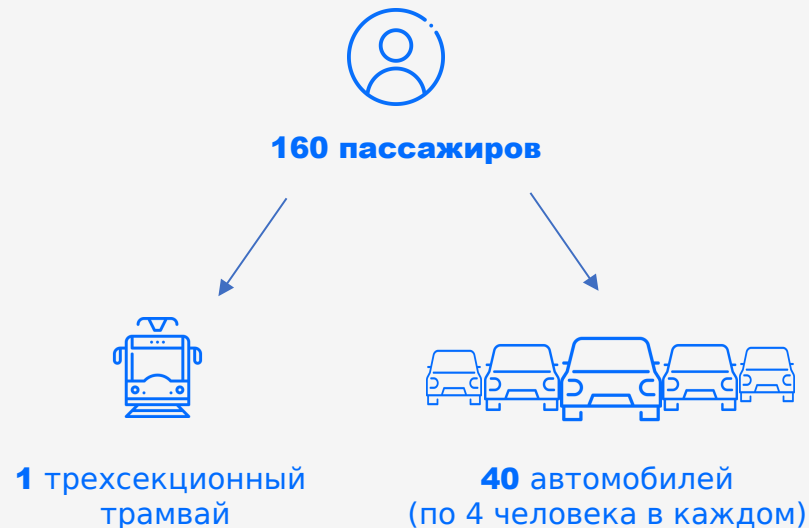 160 пассажиров
1 трехсекционный
трамвай
40 автомобилей
(по 4 человека в каждом)